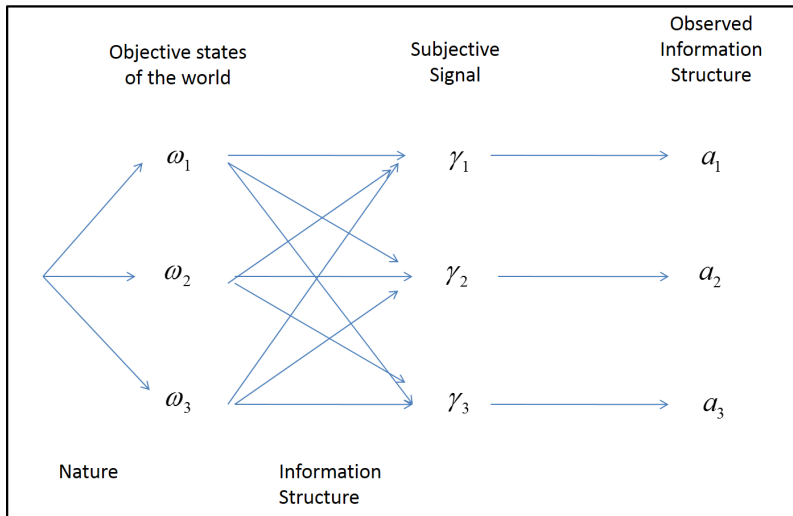 Objective states
of the world
Subjective
Signal
Observed
Information
Structure
ω₁
γ₁
a₁
ω₂
γ₂
a₂
ω₃
γ₃
a₃
Nature
Information
Structure